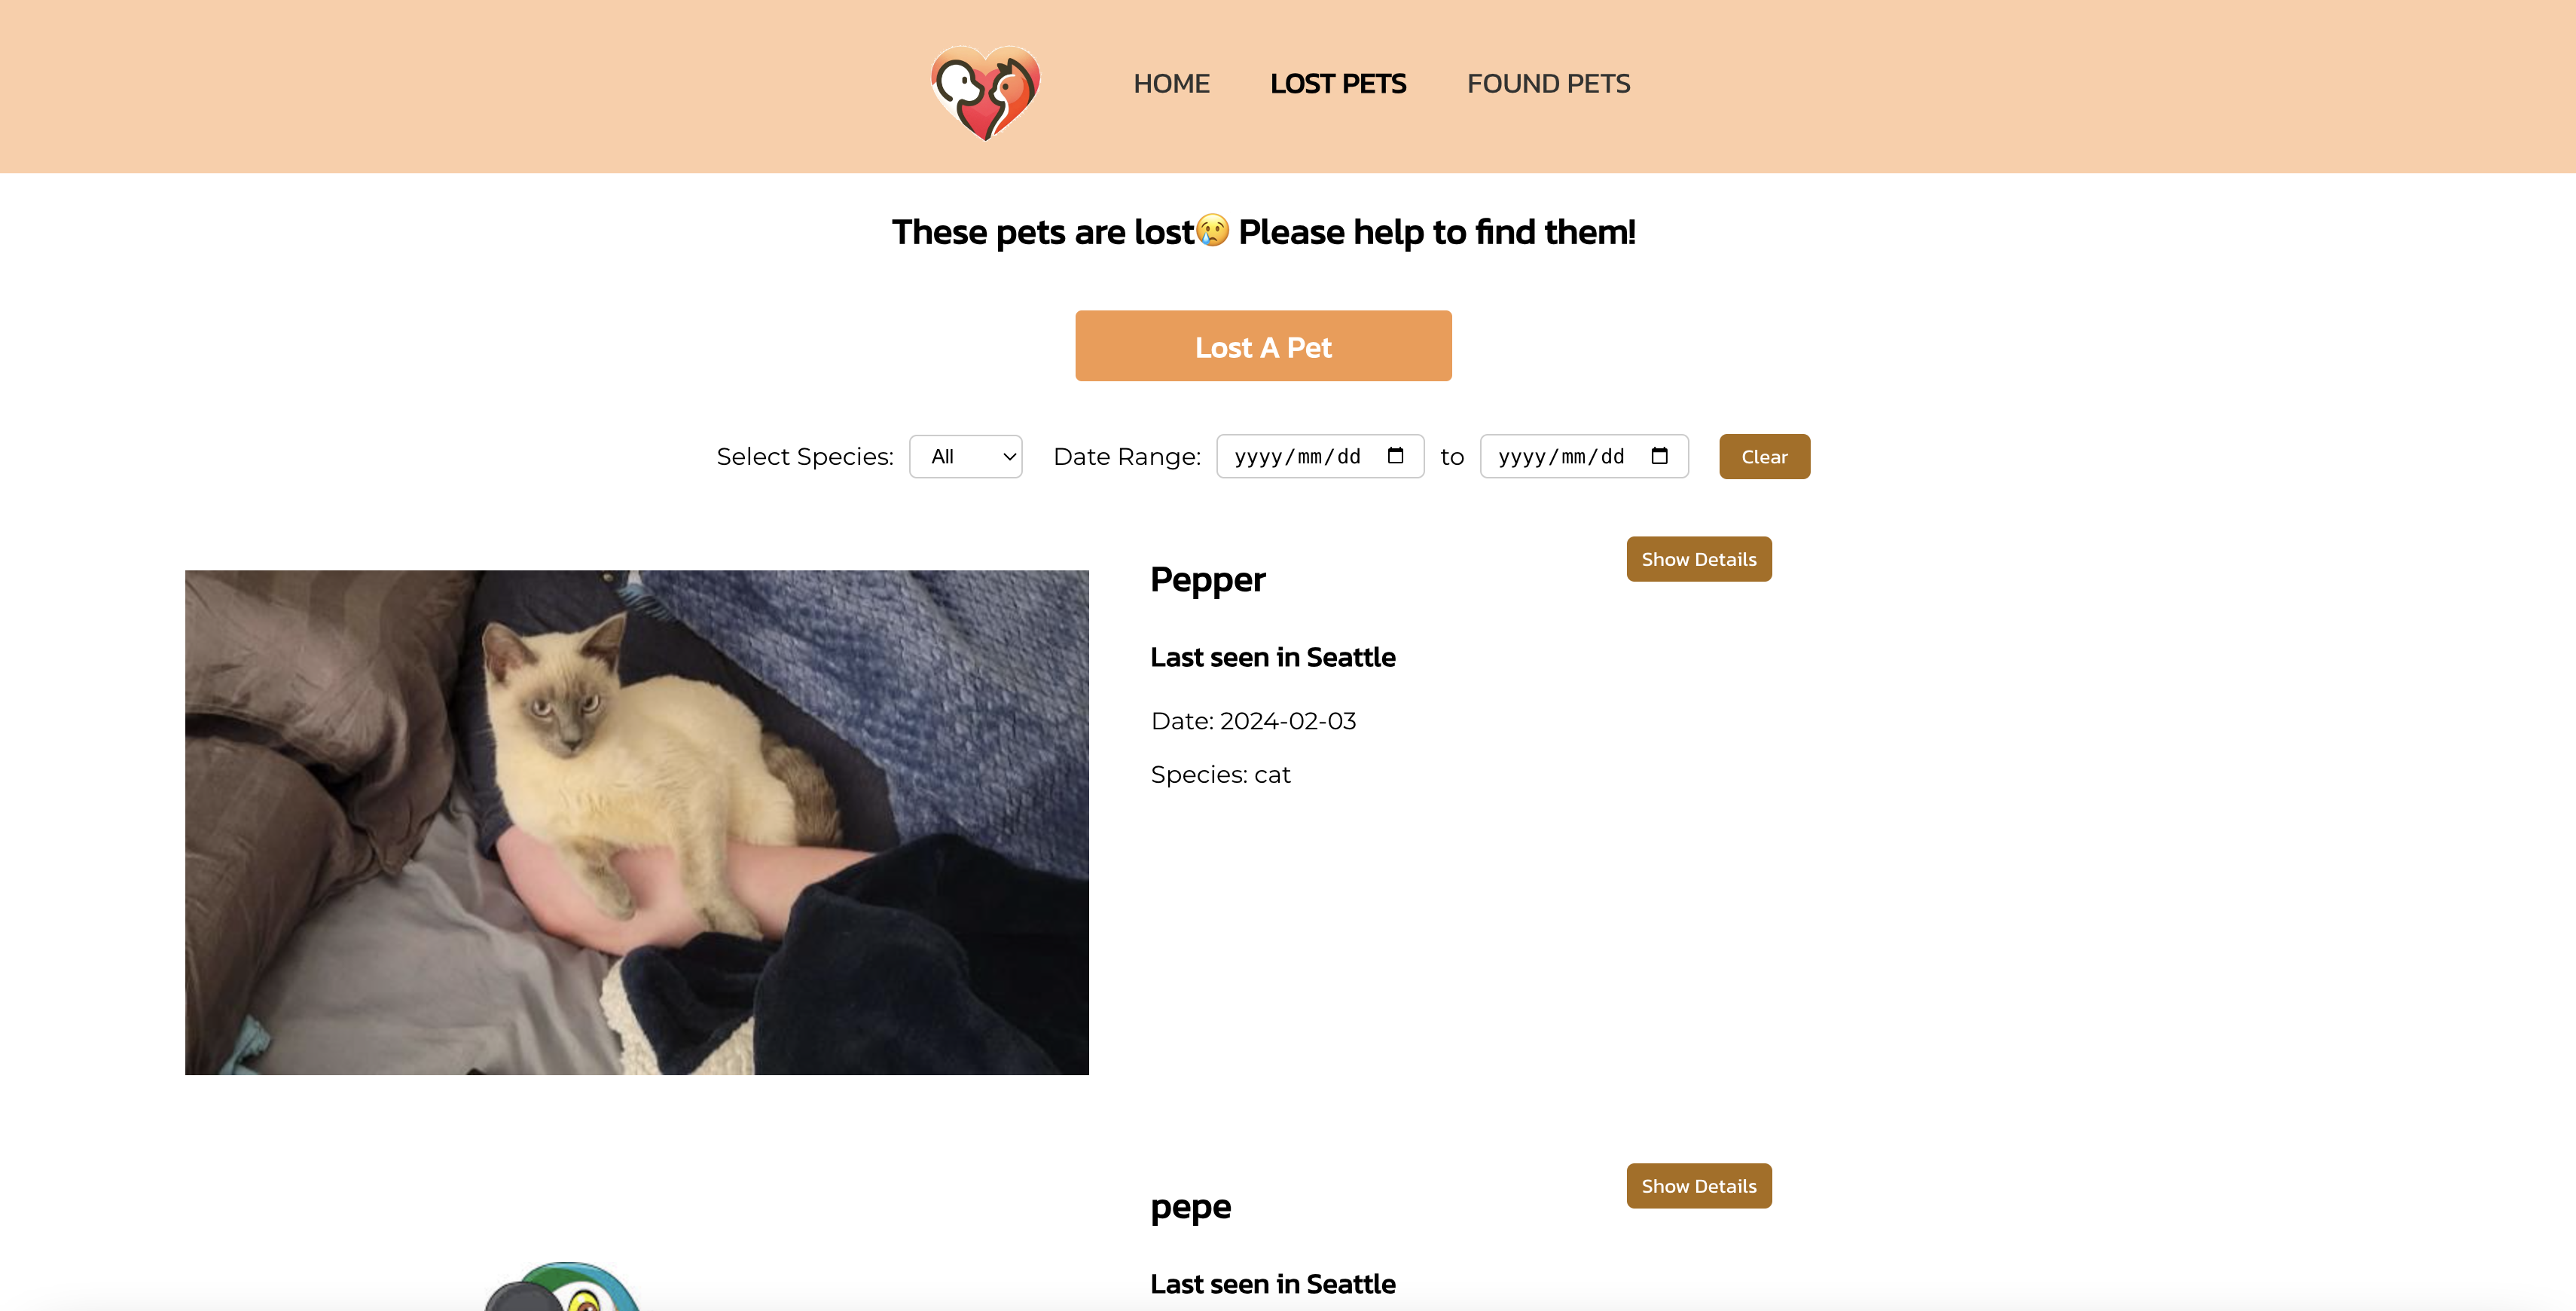 HOME LOST PETS FOUND PETS
These pets are lost😢 Please help to find them!
Lost A Pet
Select Species: All Date Range: yyyy/mm/dd to yyyy/mm/dd Clear
Show Details
Pepper
Last seen in Seattle
Date: 2024-02-03
Species: cat
Show Details
pepe
Last seen in Seattle